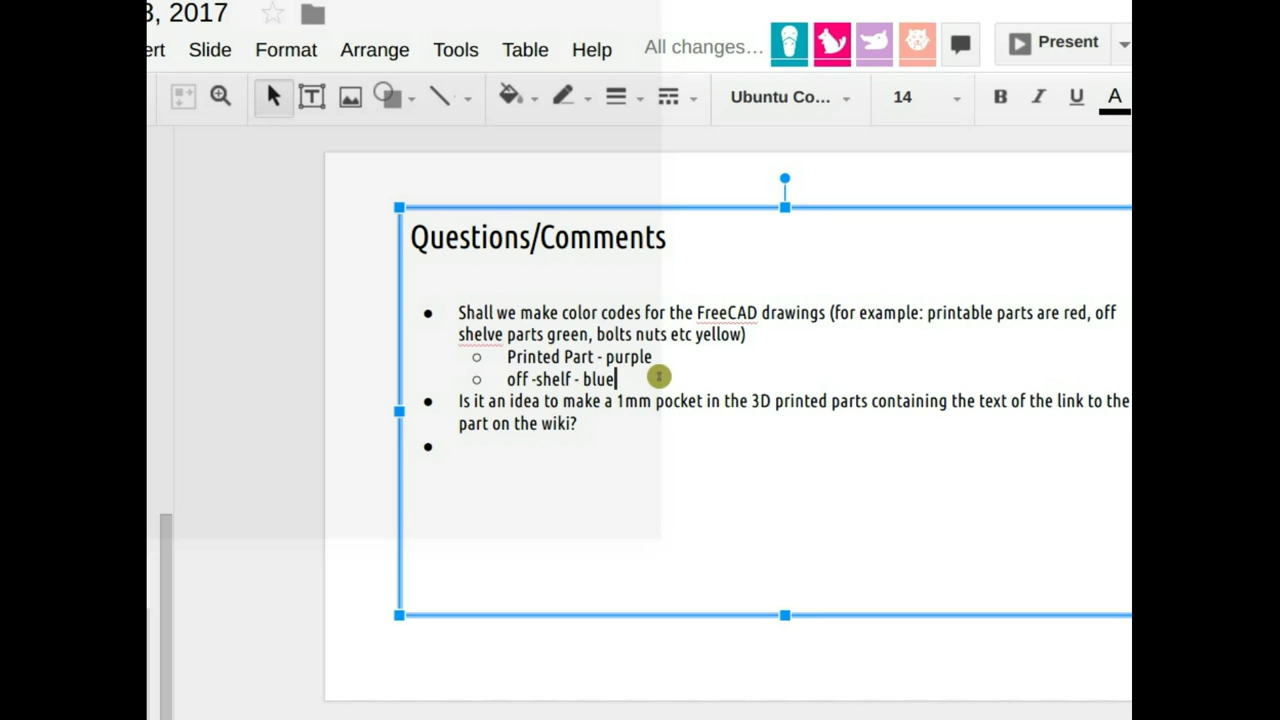 3, 2017
ert Slide Format Arrange Tools Table Help All changes… Present
Ubuntu Co… 14 B I U A
Questions/Comments
Shall we make color codes for the FreeCAD drawings (for example: printable parts are red, off
shelve parts green, bolts nuts etc yellow)
Printed Part - purple
off -shelf - blue
Is it an idea to make a 1mm pocket in the 3D printed parts containing the text of the link to the
part on the wiki?